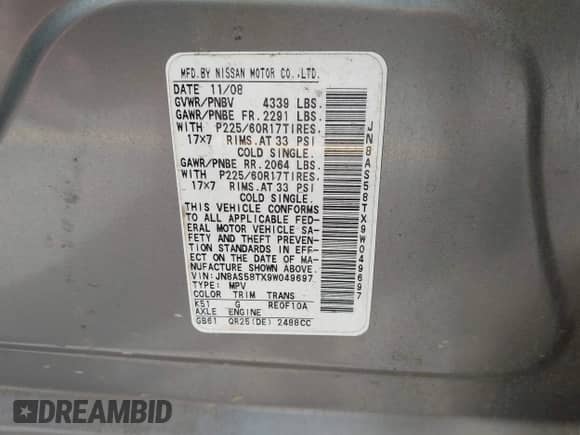 MFD.BY NISSAN MOTOR CO.,LTD.
DATE 11/08
GVWR/PNBV 4339 LBS.
GAWR/PNBE FR.2291 LBS.
WITH P225/60R17TIRES.
17×7 RIMS.AT 33 PSI
COLD SINGLE.
GAWR/PNBE RR.2064 LBS.
WITH P225/60R17TIRES.
17×7 RIMS.AT 33 PSI
COLD SINGLE.
THIS VEHICLE CONFORMS
TO ALL APPLICABLE FED-
ERAL MOTOR VEHICLE SA-
FETY AND THEFT PREVEN-
TION STANDARDS IN EFF-
ECT ON THE DATE OF MA-
NUFACTURE SHOWN ABOVE.
VIN:JN8AS58TX9W049697
TYPE: MPV
COLOR TRIM TRANS
K51 G RE0F10A
AXLE ENGINE
GB61 QR25(DE) 2488CC
JN8AS58TX9W049697
DREAMBID